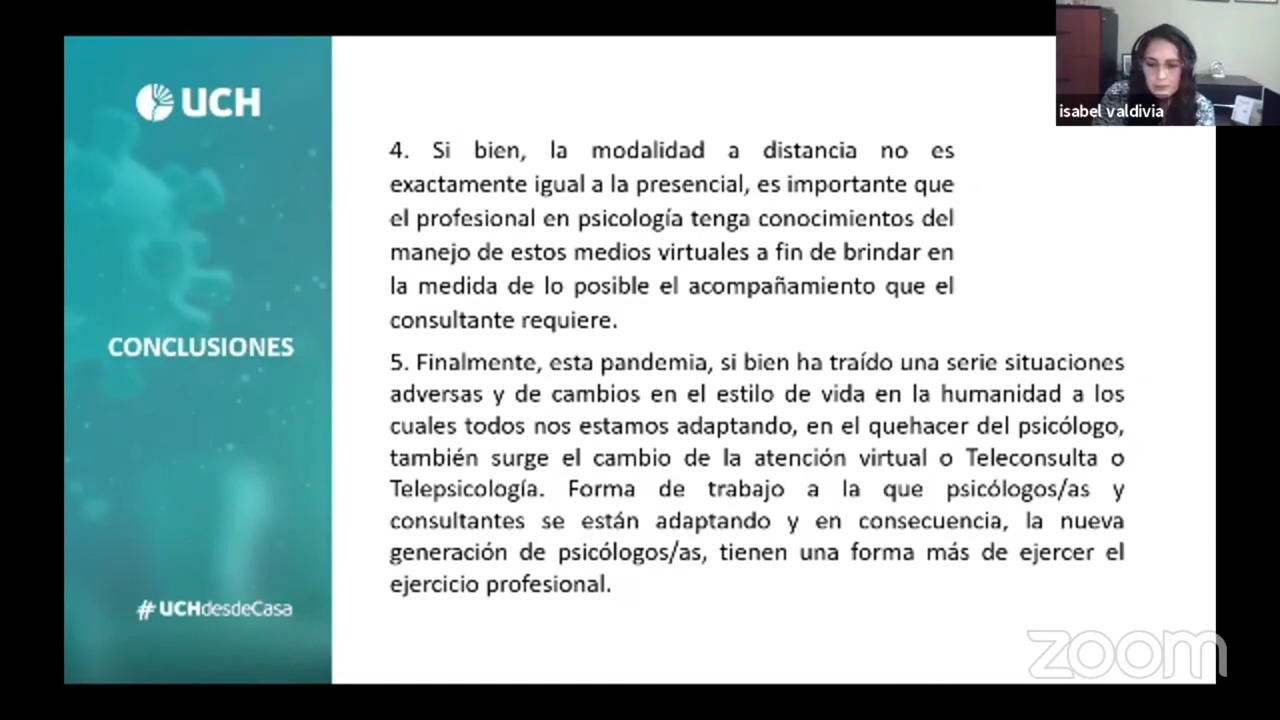 UCH
isabel valdivia
4. Si bien, la modalidad a distancia no es
exactamente igual a la presencial, es importante que
el profesional en psicología tenga conocimientos del
manejo de estos medios virtuales a fin de brindar en
la medida de lo posible el acompañamiento que el
consultante requiere.
CONCLUSIONES
5. Finalmente, esta pandemia, si bien ha traído una serie situaciones
adversas y de cambios en el estilo de vida en la humanidad a los
cuales todos nos estamos adaptando, en el quehacer del psicólogo,
también surge el cambio de la atención virtual o Teleconsulta o
Telepsicología. Forma de trabajo a la que psicólogos/as y
consultantes se están adaptando y en consecuencia, la nueva
generación de psicólogos/as, tienen una forma más de ejercer el
ejercicio profesional.
#UCHdesdeCasa
zoom